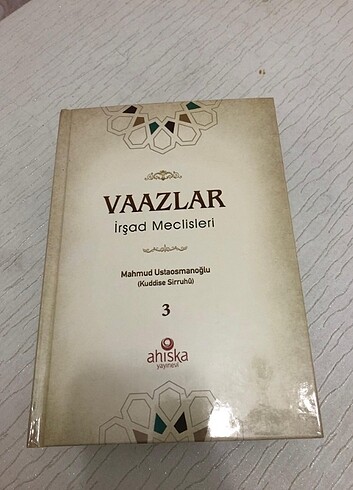 VAAZLAR
İrşad Meclisleri
Mahmud Ustaosmanoğlu
(Kuddise Sirruhû)
3
ahıska
yayınevi